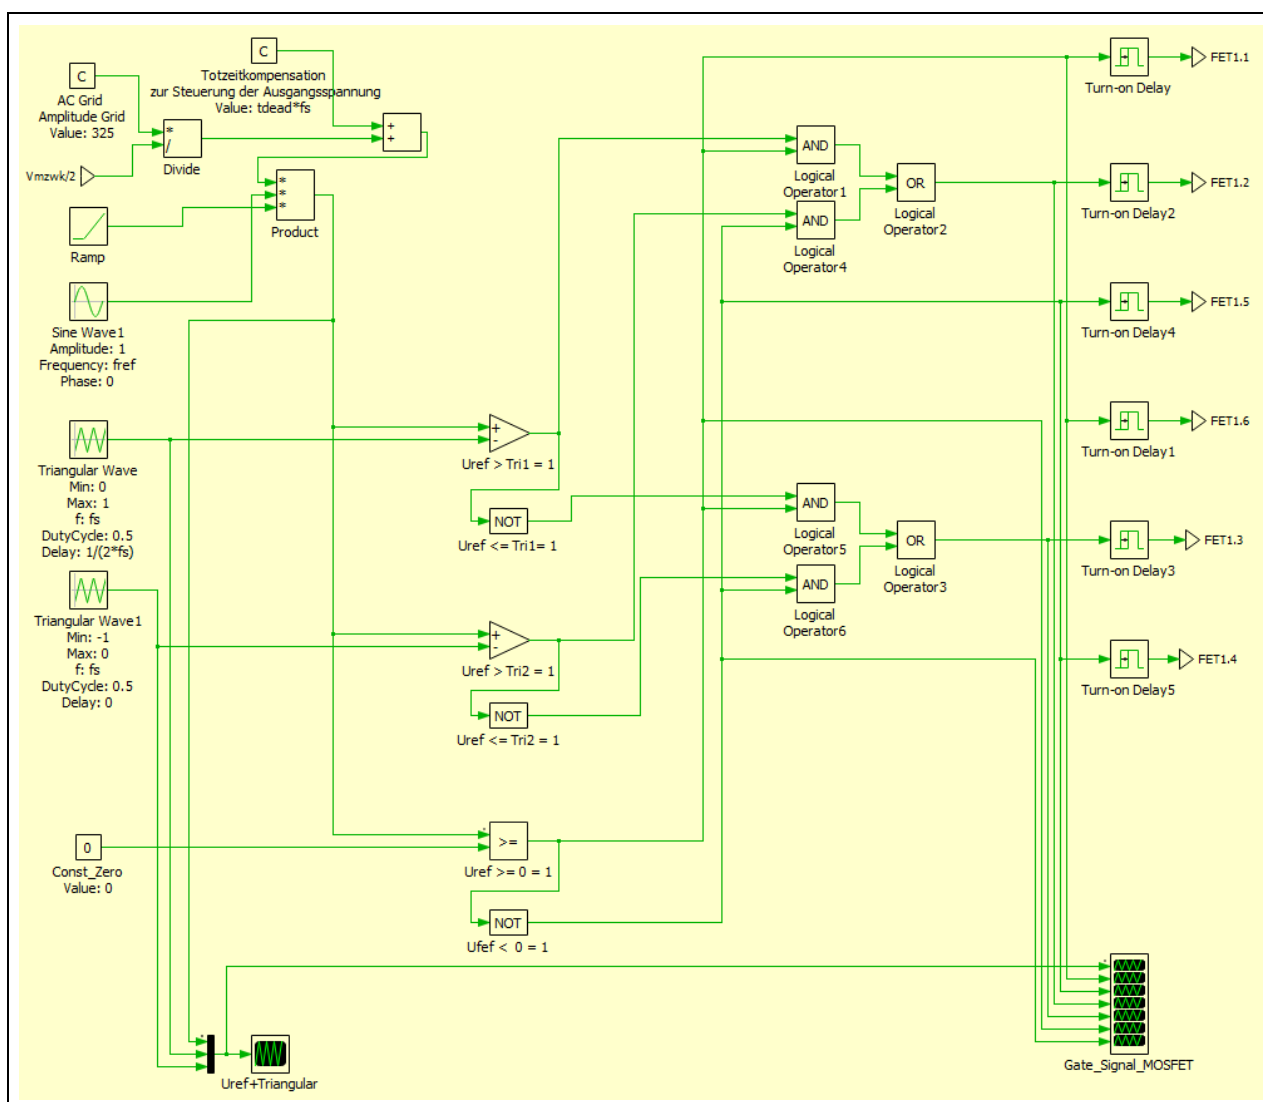 C
Totzeitkompensation
zur Steuerung der Ausgangsspannung
Value: tdead*fs
C
AC Grid
Amplitude Grid
Value: 325
*
/
Divide
+
+
Vmzwk/2
*
*
*
Product
Ramp
Sine Wave1
Amplitude: 1
Frequency: fref
Phase: 0
Triangular Wave
Min: 0
Max: 1
f: fs
DutyCycle: 0.5
Delay: 1/(2*fs)
Triangular Wave1
Min: -1
Max: 0
f: fs
DutyCycle: 0.5
Delay: 0
0
Const_Zero
Value: 0
Uref+Triangular
+
-
Uref > Tri1 = 1
NOT
Uref <= Tri1= 1
+
-
Uref > Tri2 = 1
NOT
Uref <= Tri2 = 1
>=
Uref >= 0 = 1
NOT
Ufef < 0 = 1
AND
Logical
Operator1
AND
Logical
Operator4
OR
Logical
Operator2
AND
Logical
Operator5
AND
Logical
Operator6
OR
Logical
Operator3
Turn-on Delay
FET1.1
Turn-on Delay2
FET1.2
Turn-on Delay4
FET1.5
Turn-on Delay1
FET1.6
Turn-on Delay3
FET1.3
Turn-on Delay5
FET1.4
Gate_Signal_MOSFET